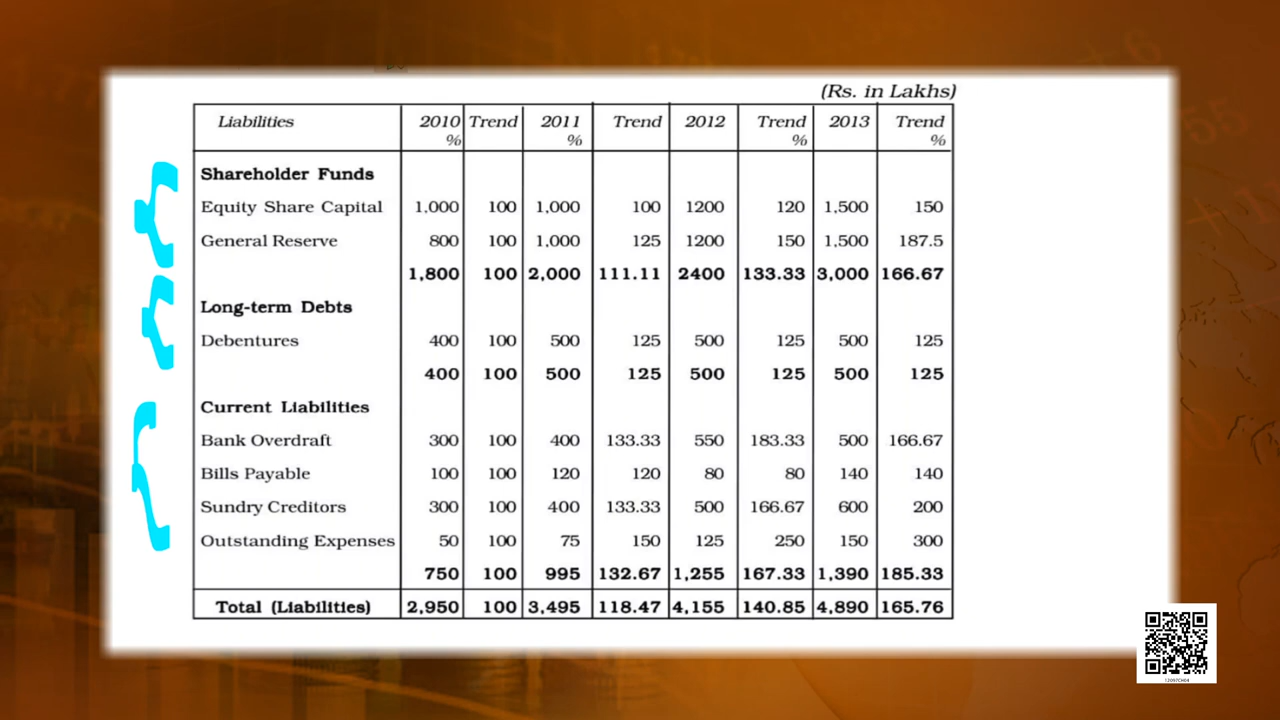 (Rs. in Lakhs)
Liabilities 2010 % Trend 2011 % Trend 2012 Trend % 2013 Trend %
Shareholder Funds
Equity Share Capital 1,000 100 1,000 100 1200 120 1,500 150
General Reserve 800 100 1,000 125 1200 150 1,500 187.5
1,800 100 2,000 111.11 2400 133.33 3,000 166.67
Long-term Debts
Debentures 400 100 500 125 500 125 500 125
400 100 500 125 500 125 500 125
Current Liabilities
Bank Overdraft 300 100 400 133.33 550 183.33 500 166.67
Bills Payable 100 100 120 120 80 80 140 140
Sundry Creditors 300 100 400 133.33 500 166.67 600 200
Outstanding Expenses 50 100 75 150 125 250 150 300
750 100 995 132.67 1,255 167.33 1,390 185.33
Total (Liabilities) 2,950 100 3,495 118.47 4,155 140.85 4,890 165.76